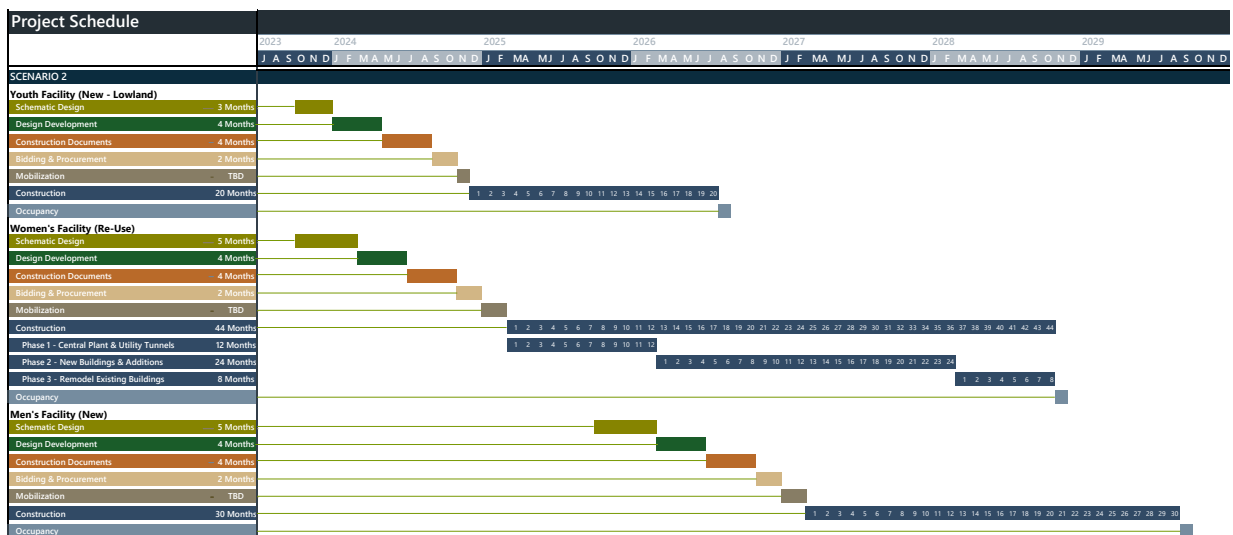 Project Schedule
2023 2024 2025 2026 2027 2028 2029
J A S O N D J F M A M J J A S O N D J F MA MJ J A S O N D J F M A M J J A S O N D J F MA MJ J A S O N D J F M A M J J A S O N D J F MA MJ J A S O N D
SCENARIO 2
Youth Facility (New - Lowland)
Schematic Design 3 Months
Design Development 4 Months
Construction Documents 4 Months
Bidding & Procurement 2 Months
Mobilization - TBD
Construction 20 Months 1 2 3 4 5 6 7 8 9 10 11 12 13 14 15 16 17 18 19 20
Occupancy
Women's Facility (Re-Use)
Schematic Design 5 Months
Design Development 4 Months
Construction Documents 4 Months
Bidding & Procurement 2 Months
Mobilization - TBD
Construction 44 Months 1 2 3 4 5 6 7 8 9 10 11 12 13 14 15 16 17 18 19 20 21 22 23 24 25 26 27 28 29 30 31 32 33 34 35 36 37 38 39 40 41 42 43 44
Phase 1 - Central Plant & Utility Tunnels 12 Months 1 2 3 4 5 6 7 8 9 10 11 12
Phase 2 - New Buildings & Additions 24 Months 1 2 3 4 5 6 7 8 9 10 11 12 13 14 15 16 17 18 19 20 21 22 23 24
Phase 3 - Remodel Existing Buildings 8 Months 1 2 3 4 5 6 7 8
Occupancy
Men's Facility (New)
Schematic Design 5 Months
Design Development 4 Months
Construction Documents 4 Months
Bidding & Procurement 2 Months
Mobilization - TBD
Construction 30 Months 1 2 3 4 5 6 7 8 9 10 11 12 13 14 15 16 17 18 19 20 21 22 23 24 25 26 27 28 29 30
Occupancy